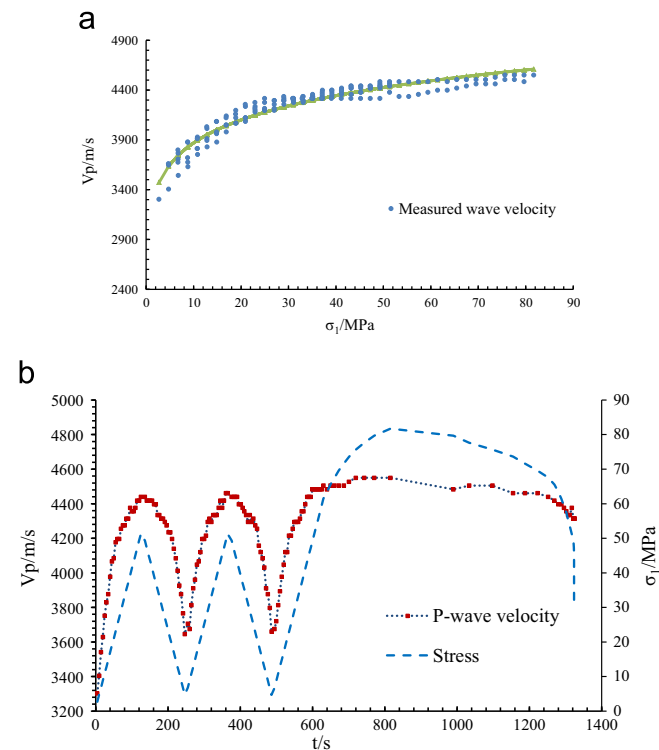 a
4900
4400
3900
3400
2900
2400
Vp/m/s
Measured wave velocity
0 10 20 30 40 50 60 70 80 90
σ1/MPa
b
5000 90
4800 80
4600 70
4400 60
4200 50
4000 40
3800 30
3600 20
3400 10
3200 0
Vp/m/s
σ1/MPa
P-wave velocity
Stress
0 200 400 600 800 1000 1200 1400
t/s